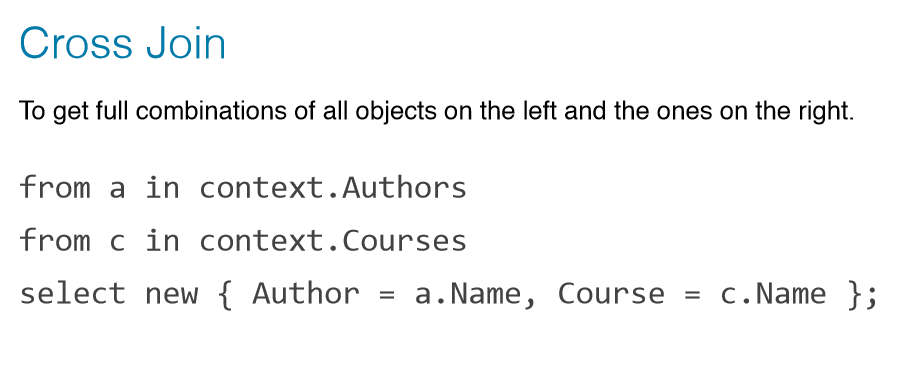 Cross Join
To get full combinations of all objects on the left and the ones on the right.
from a in context.Authors
from c in context.Courses
select new { Author = a.Name, Course = c.Name };